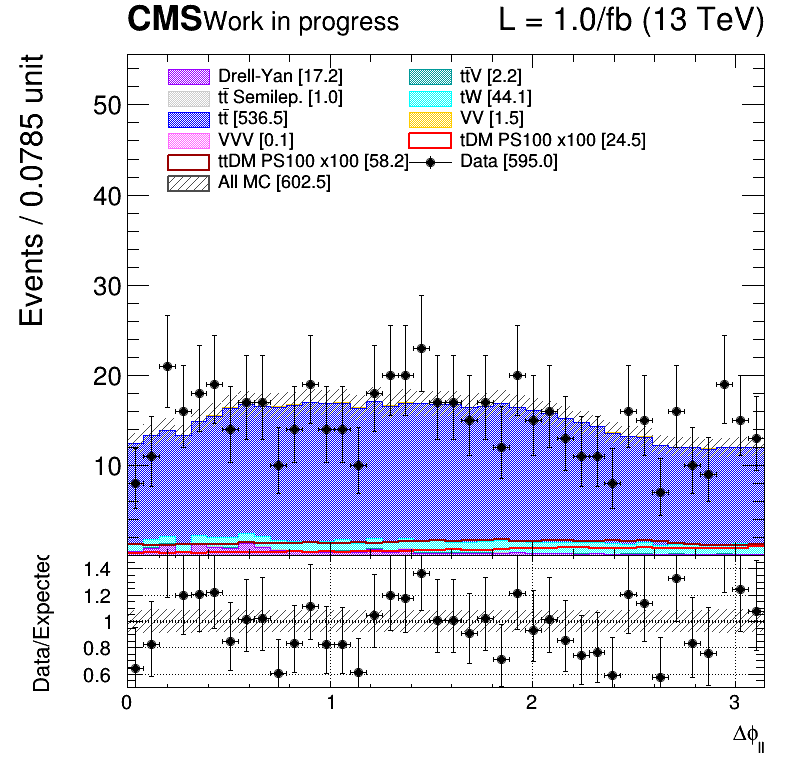 CMS Work in progress L = 1.0/fb (13 TeV)
Events / 0.0785 unit
50
40
30
20
10
Drell-Yan [17.2] tt̄V [2.2]
tt̄ Semilep. [1.0] tW [44.1]
tt̄ [536.5] VV [1.5]
VVV [0.1] tDM PS100 x100 [24.5]
ttDM PS100 x100 [58.2] Data [595.0]
All MC [602.5]
Data/Expected
1.4
1.2
1
0.8
0.6
0 1 2 3
Δϕll